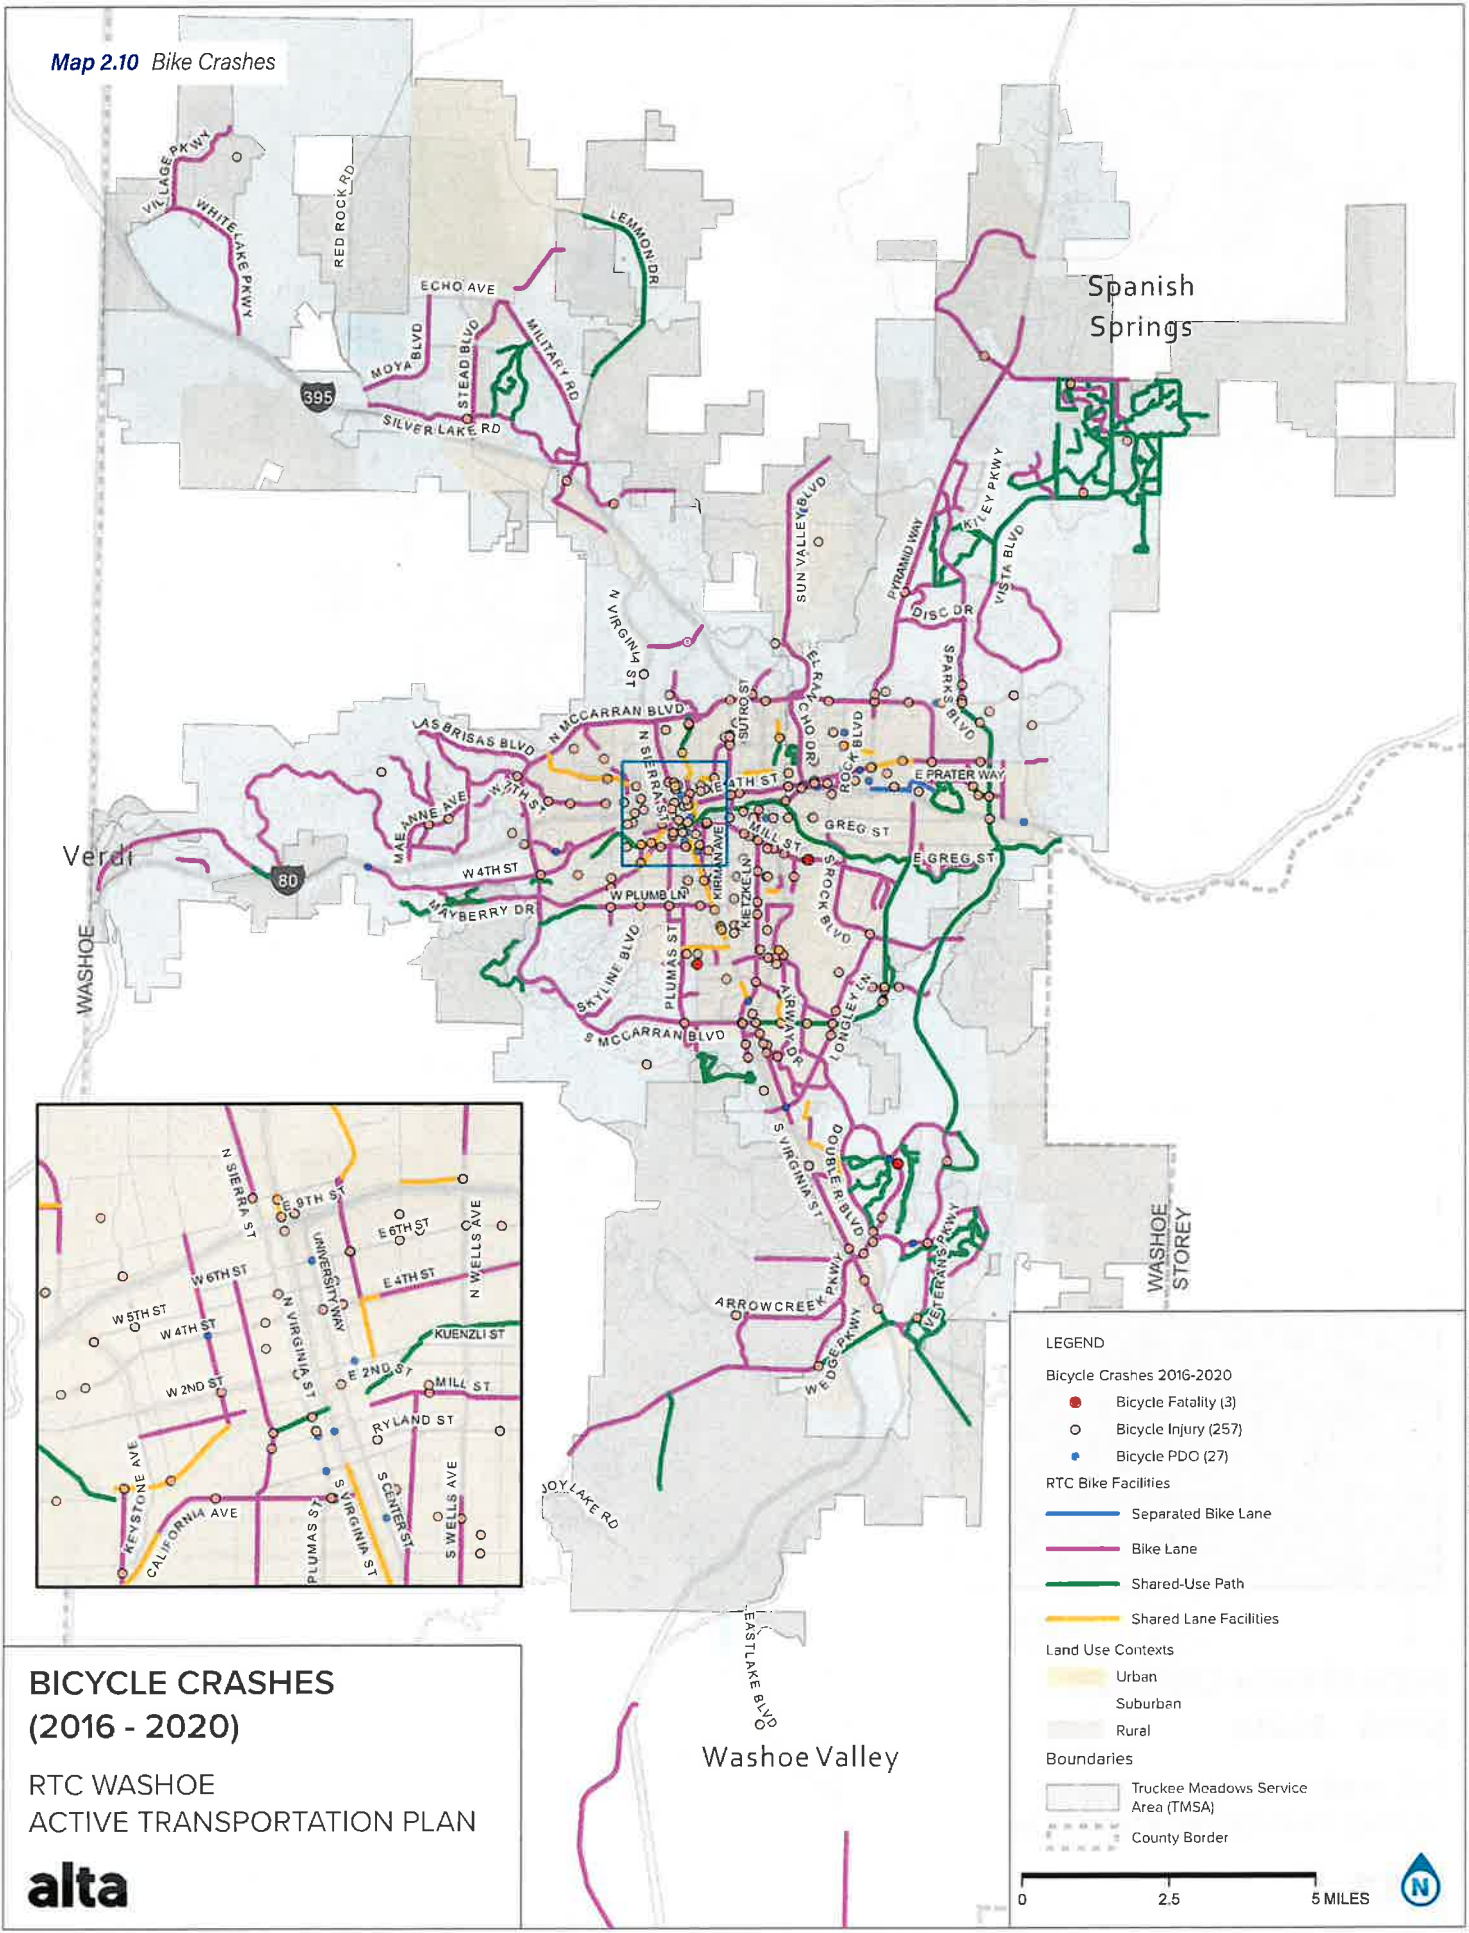 Map 2.10 Bike Crashes
VILLAGE PKWY
WHITE LAKE PKWY
RED ROCK RD
LEMMON DR
ECHO AVE
MOYA BLVD
STEAD BLVD
MILITARY RD
395
SILVER LAKE RD
Spanish
Springs
SUN VALLEY BLVD
PYRAMID WAY
KILEY PKWY
VISTA BLVD
DISC DR
N VIRGINIA ST
EL RANCHO DR
SPARKS BLVD
SUTRO ST
N MCCARRAN BLVD
LAS BRISAS BLVD
N SIERRA ST
ROCK BLVD
E 4TH ST
E PRATER WAY
W 7TH ST
MAE ANNE AVE
MILL ST
GREG ST
E GREG ST
Verdi
80
W 4TH ST
KIRMAN AVE
KIETZKE LN
S ROCK BLVD
W PLUMB LN
MAYBERRY DR
WASHOE
SKYLINE BLVD
PLUMAS ST
AIRWAY DR
LONGLEY LN
S MCCARRAN BLVD
S VIRGINIA ST
DOUBLE R BLVD
VETERANS PKWY
WASHOE
STOREY
ARROWCREEK PKWY
WEDGE PKWY
JOY LAKE RD
EASTLAKE BLVD
Washoe Valley
N SIERRA ST
E 9TH ST
E 6TH ST
N WELLS AVE
UNIVERSITY WAY
W 6TH ST
E 4TH ST
W 5TH ST
W 4TH ST
N VIRGINIA ST
KUENZLI ST
E 2ND ST
W 2ND ST
MILL ST
RYLAND ST
KEYSTONE AVE
CALIFORNIA AVE
PLUMAS ST
S VIRGINIA ST
S CENTER ST
S WELLS AVE
BICYCLE CRASHES
(2016 - 2020)
RTC WASHOE
ACTIVE TRANSPORTATION PLAN
alta
LEGEND
Bicycle Crashes 2016-2020
Bicycle Fatality (3)
Bicycle Injury (257)
Bicycle PDO (27)
RTC Bike Facilities
Separated Bike Lane
Bike Lane
Shared-Use Path
Shared Lane Facilities
Land Use Contexts
Urban
Suburban
Rural
Boundaries
Truckee Meadows Service
Area (TMSA)
County Border
0 2.5 5 MILES
N